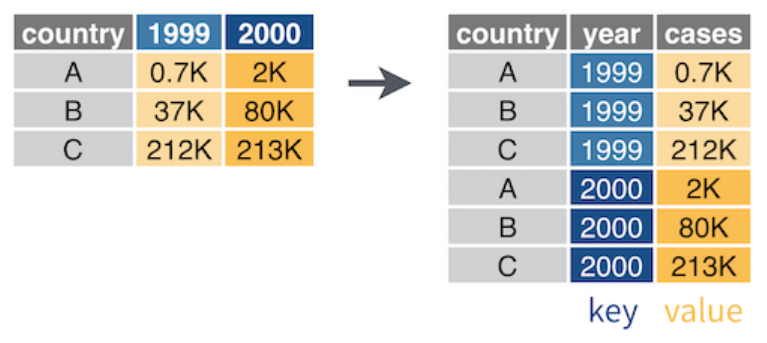 country 1999 2000
A 0.7K 2K
B 37K 80K
C 212K 213K
country year cases
A 1999 0.7K
B 1999 37K
C 1999 212K
A 2000 2K
B 2000 80K
C 2000 213K
key value